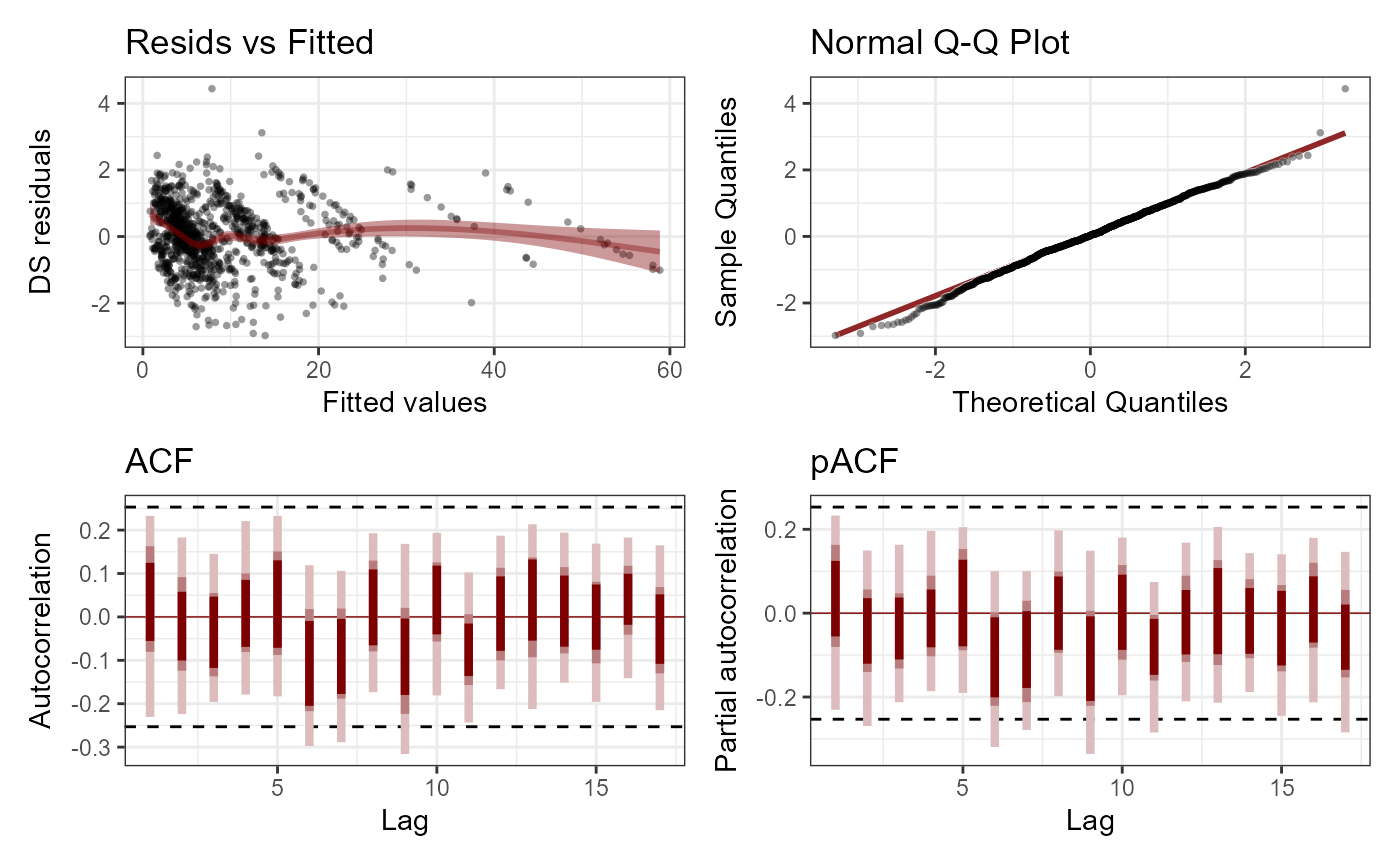 Resids vs Fitted
DS residuals
4
2
0
-2
0
20
40
60
Fitted values
Normal Q-Q Plot
Sample Quantiles
4
2
0
-2
-2
0
2
Theoretical Quantiles
ACF
Autocorrelation
0.2
0.1
0.0
-0.1
-0.2
-0.3
5
10
15
Lag
pACF
Partial autocorrelation
0.2
0.0
-0.2
5
10
15
Lag